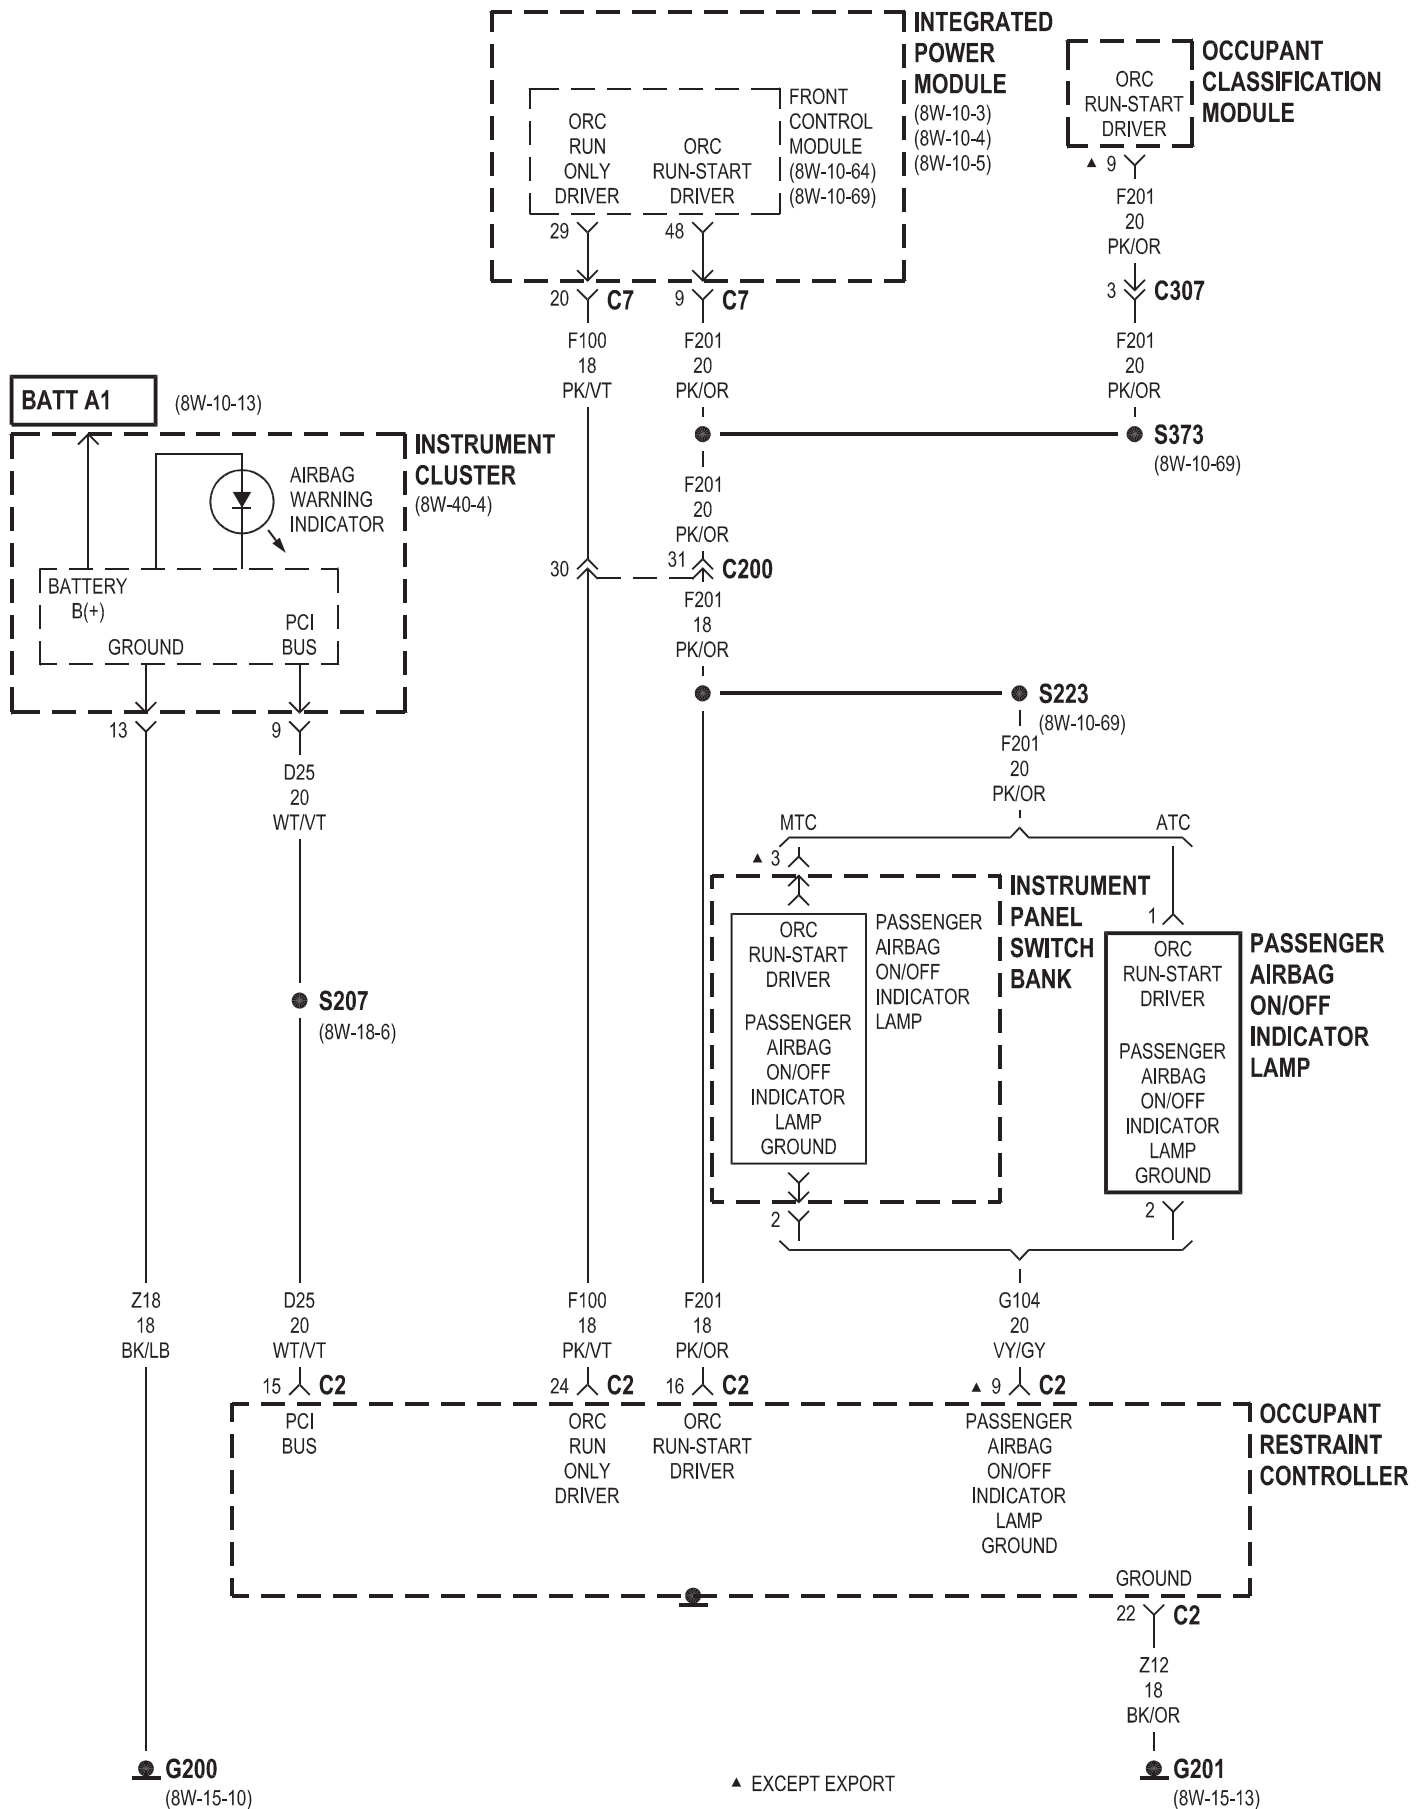 INTEGRATED
POWER
MODULE
(8W-10-3)
(8W-10-4)
(8W-10-5)
FRONT
CONTROL
MODULE
(8W-10-64)
(8W-10-69)
ORC
RUN
ONLY
DRIVER
ORC
RUN-START
DRIVER
29
48
20
C7
9
C7
OCCUPANT
CLASSIFICATION
MODULE
ORC
RUN-START
DRIVER
▲ 9
F201
20
PK/OR
3
C307
F201
20
PK/OR
S373
(8W-10-69)
F100
18
PK/VT
F201
20
PK/OR
F201
20
PK/OR
30
31
C200
F201
18
PK/OR
BATT A1
(8W-10-13)
INSTRUMENT
CLUSTER
(8W-40-4)
AIRBAG
WARNING
INDICATOR
BATTERY
B(+)
GROUND
PCI
BUS
13
9
D25
20
WT/VT
S207
(8W-18-6)
S223
(8W-10-69)
F201
20
PK/OR
MTC
ATC
▲ 3
1
INSTRUMENT
PANEL
SWITCH
BANK
ORC
RUN-START
DRIVER
PASSENGER
AIRBAG
ON/OFF
INDICATOR
LAMP
GROUND
PASSENGER
AIRBAG
ON/OFF
INDICATOR
LAMP
ORC
RUN-START
DRIVER
PASSENGER
AIRBAG
ON/OFF
INDICATOR
LAMP
GROUND
PASSENGER
AIRBAG
ON/OFF
INDICATOR
LAMP
2
2
Z18
18
BK/LB
D25
20
WT/VT
F100
18
PK/VT
F201
18
PK/OR
G104
20
VY/GY
15
C2
24
C2
16
C2
▲ 9
C2
OCCUPANT
RESTRAINT
CONTROLLER
PCI
BUS
ORC
RUN
ONLY
DRIVER
ORC
RUN-START
DRIVER
PASSENGER
AIRBAG
ON/OFF
INDICATOR
LAMP
GROUND
GROUND
22
C2
Z12
18
BK/OR
G200
(8W-15-10)
▲ EXCEPT EXPORT
G201
(8W-15-13)